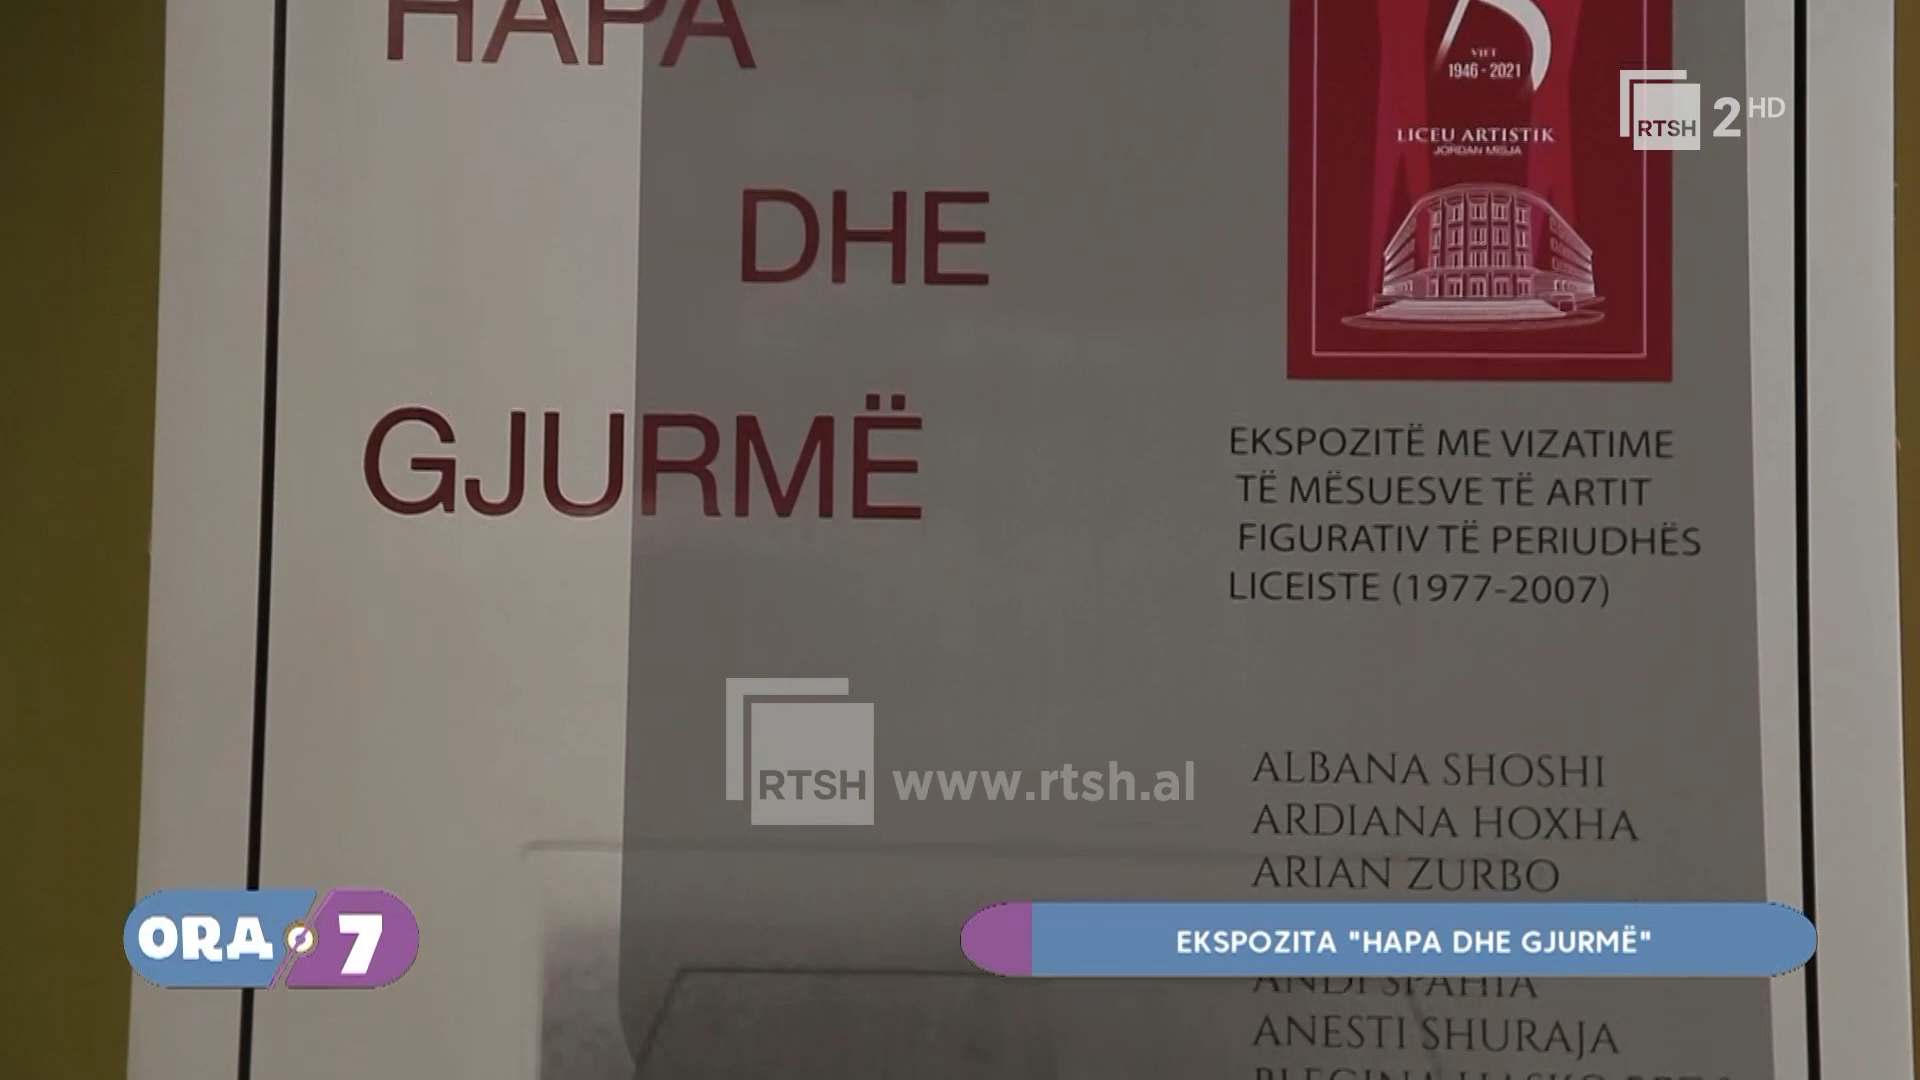 HAPA
DHE
GJURMË
VJET
1946 - 2021
LICEU ARTISTIK
JORDAN MISJA
RTSH 2 HD
EKSPOZITË ME VIZATIME
TË MËSUESVE TË ARTIT
FIGURATIV TË PERIUDHËS
LICEISTE (1977-2007)
RTSH www.rtsh.al
ALBANA SHOSHI
ARDIANA HOXHA
ARIAN ZURBO
ORA 7
EKSPOZITA "HAPA DHE GJURMË"
ANDI SPAHIA
ANESTI SHURAJA